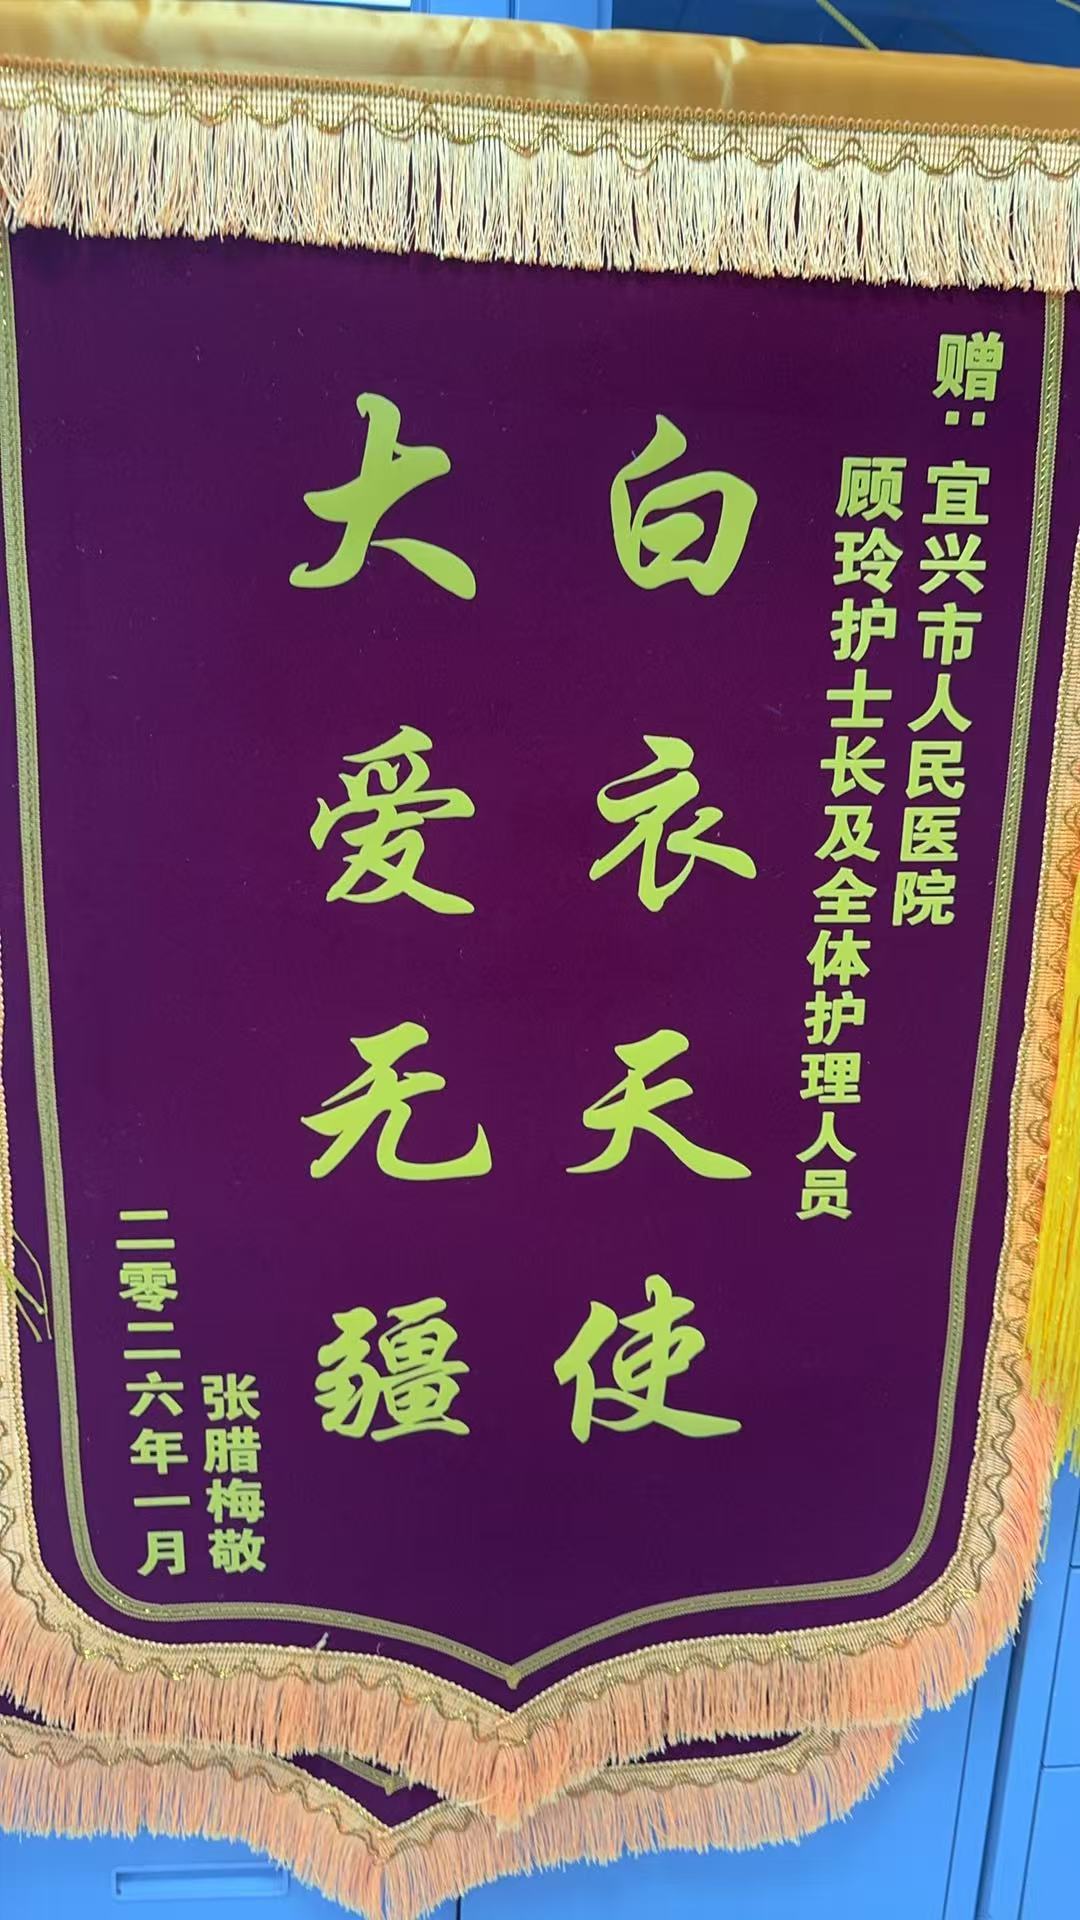 赠：宜兴市人民医院
顾玲护士长及全体护理人员
白衣天使
大爱无疆
张腊梅敬
二零二六年一月